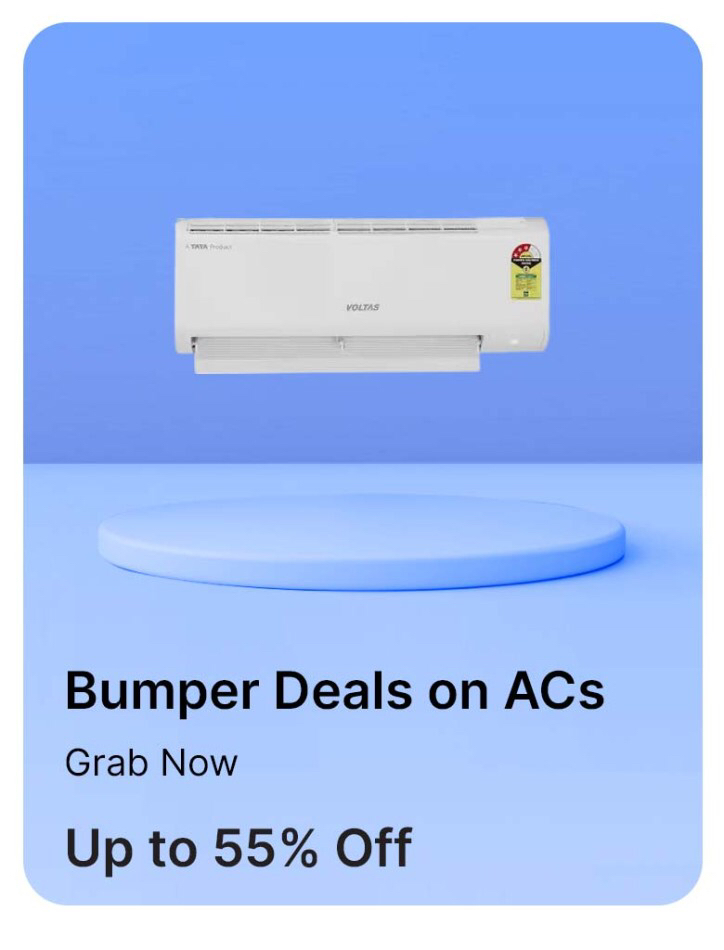 A TATA Product
VOLTAS
Bumper Deals on ACs
Grab Now
Up to 55% Off